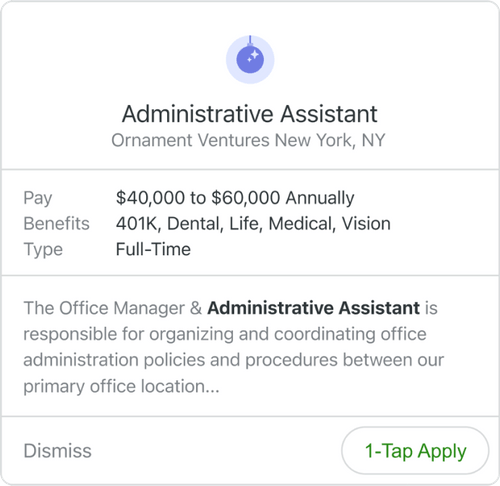 Administrative Assistant
Ornament Ventures New York, NY
Pay $40,000 to $60,000 Annually
Benefits 401K, Dental, Life, Medical, Vision
Type Full-Time
The Office Manager & Administrative Assistant is
responsible for organizing and coordinating office
administration policies and procedures between our
primary office location...
Dismiss 1-Tap Apply